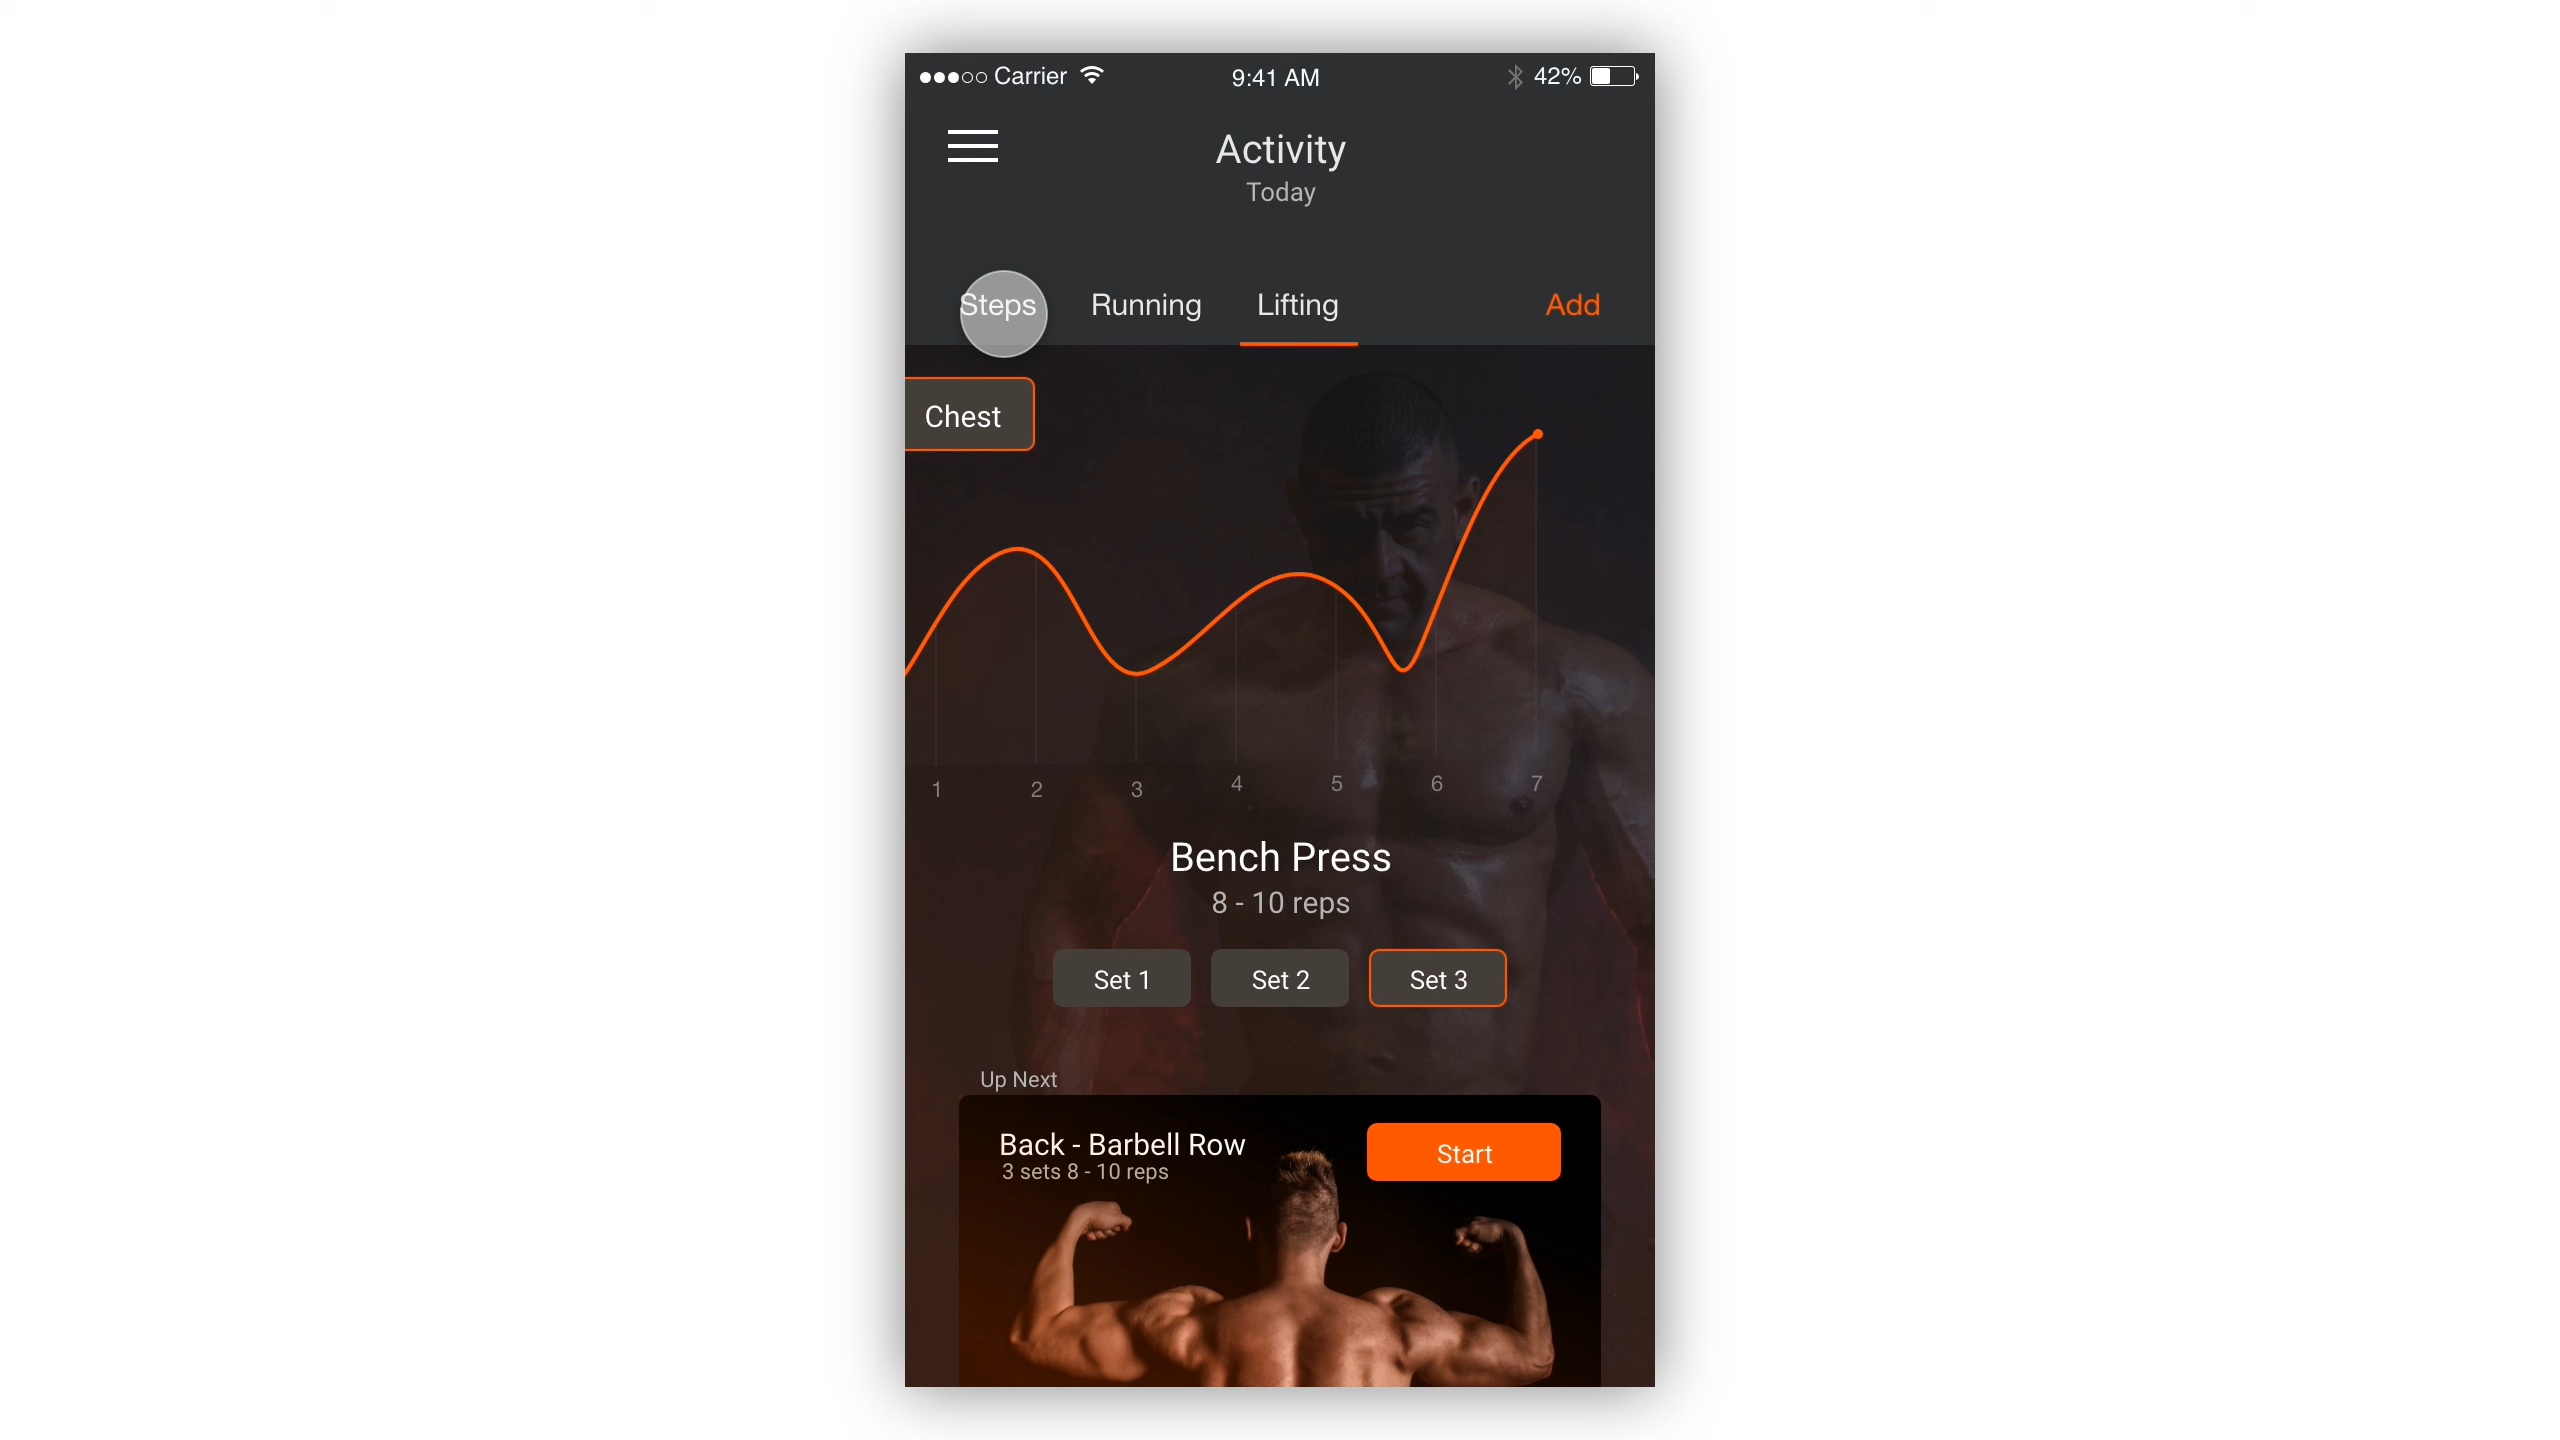 Carrier 9:41 AM 42%
Activity
Today
Steps Running Lifting Add
Chest
1 2 3 4 5 6 7
Bench Press
8 - 10 reps
Set 1 Set 2 Set 3
Up Next
Back - Barbell Row
3 sets 8 - 10 reps
Start